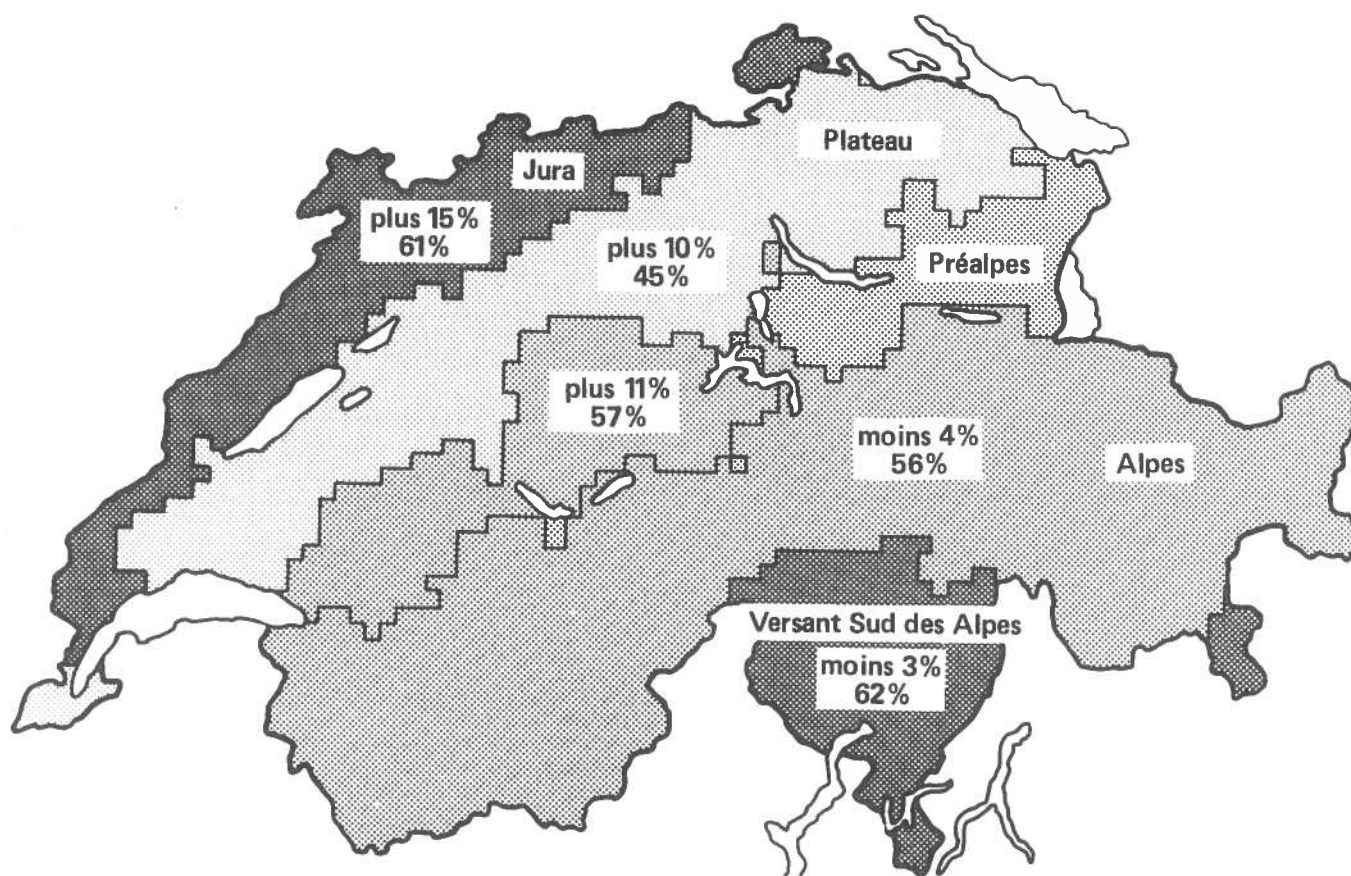 Plateau
Jura
plus 15%
61%
plus 10%
45%
Préalpes
plus 11%
57%
moins 4%
56%
Alpes
Versant Sud des Alpes
moins 3%
62%